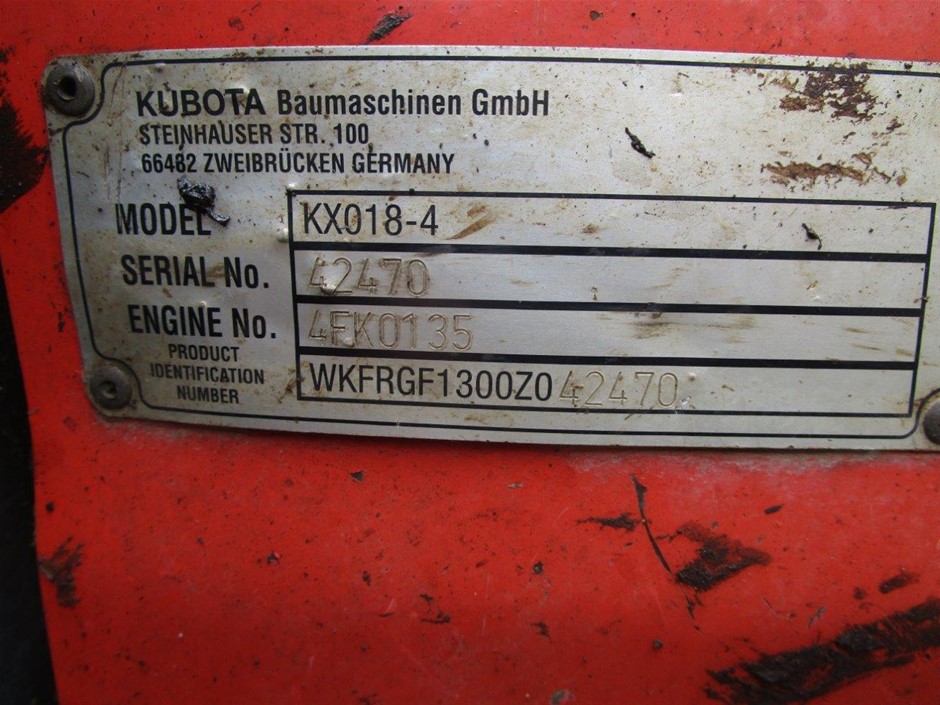 KUBOTA Baumaschinen GmbH
STEINHAUSER STR. 100
66482 ZWEIBRÜCKEN GERMANY
MODEL KX018-4
SERIAL No. 42470
ENGINE No. 4FK0135
PRODUCT
IDENTIFICATION
NUMBER
WKFRGF1300Z042470